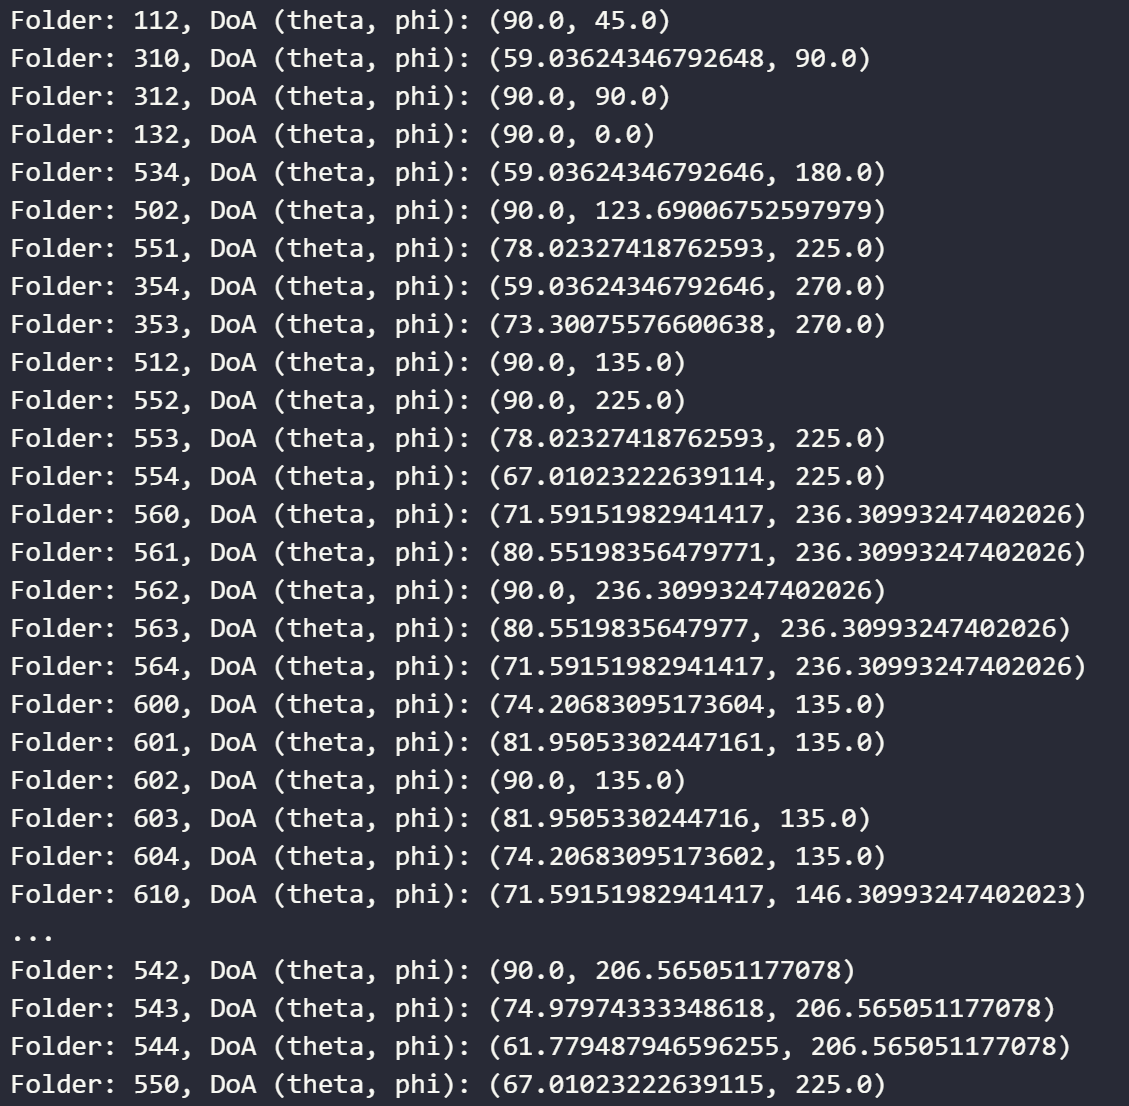 Folder: 112, DoA (theta, phi): (90.0, 45.0)
Folder: 310, DoA (theta, phi): (59.03624346792648, 90.0)
Folder: 312, DoA (theta, phi): (90.0, 90.0)
Folder: 132, DoA (theta, phi): (90.0, 0.0)
Folder: 534, DoA (theta, phi): (59.03624346792646, 180.0)
Folder: 502, DoA (theta, phi): (90.0, 123.69006752597979)
Folder: 551, DoA (theta, phi): (78.02327418762593, 225.0)
Folder: 354, DoA (theta, phi): (59.03624346792646, 270.0)
Folder: 353, DoA (theta, phi): (73.30075576600638, 270.0)
Folder: 512, DoA (theta, phi): (90.0, 135.0)
Folder: 552, DoA (theta, phi): (90.0, 225.0)
Folder: 553, DoA (theta, phi): (78.02327418762593, 225.0)
Folder: 554, DoA (theta, phi): (67.01023222639114, 225.0)
Folder: 560, DoA (theta, phi): (71.59151982941417, 236.30993247402026)
Folder: 561, DoA (theta, phi): (80.55198356479771, 236.30993247402026)
Folder: 562, DoA (theta, phi): (90.0, 236.30993247402026)
Folder: 563, DoA (theta, phi): (80.5519835647977, 236.30993247402026)
Folder: 564, DoA (theta, phi): (71.59151982941417, 236.30993247402026)
Folder: 600, DoA (theta, phi): (74.20683095173604, 135.0)
Folder: 601, DoA (theta, phi): (81.95053302447161, 135.0)
Folder: 602, DoA (theta, phi): (90.0, 135.0)
Folder: 603, DoA (theta, phi): (81.9505330244716, 135.0)
Folder: 604, DoA (theta, phi): (74.20683095173602, 135.0)
Folder: 610, DoA (theta, phi): (71.59151982941417, 146.30993247402023)
...
Folder: 542, DoA (theta, phi): (90.0, 206.565051177078)
Folder: 543, DoA (theta, phi): (74.97974333348618, 206.565051177078)
Folder: 544, DoA (theta, phi): (61.779487946596255, 206.565051177078)
Folder: 550, DoA (theta, phi): (67.01023222639115, 225.0)